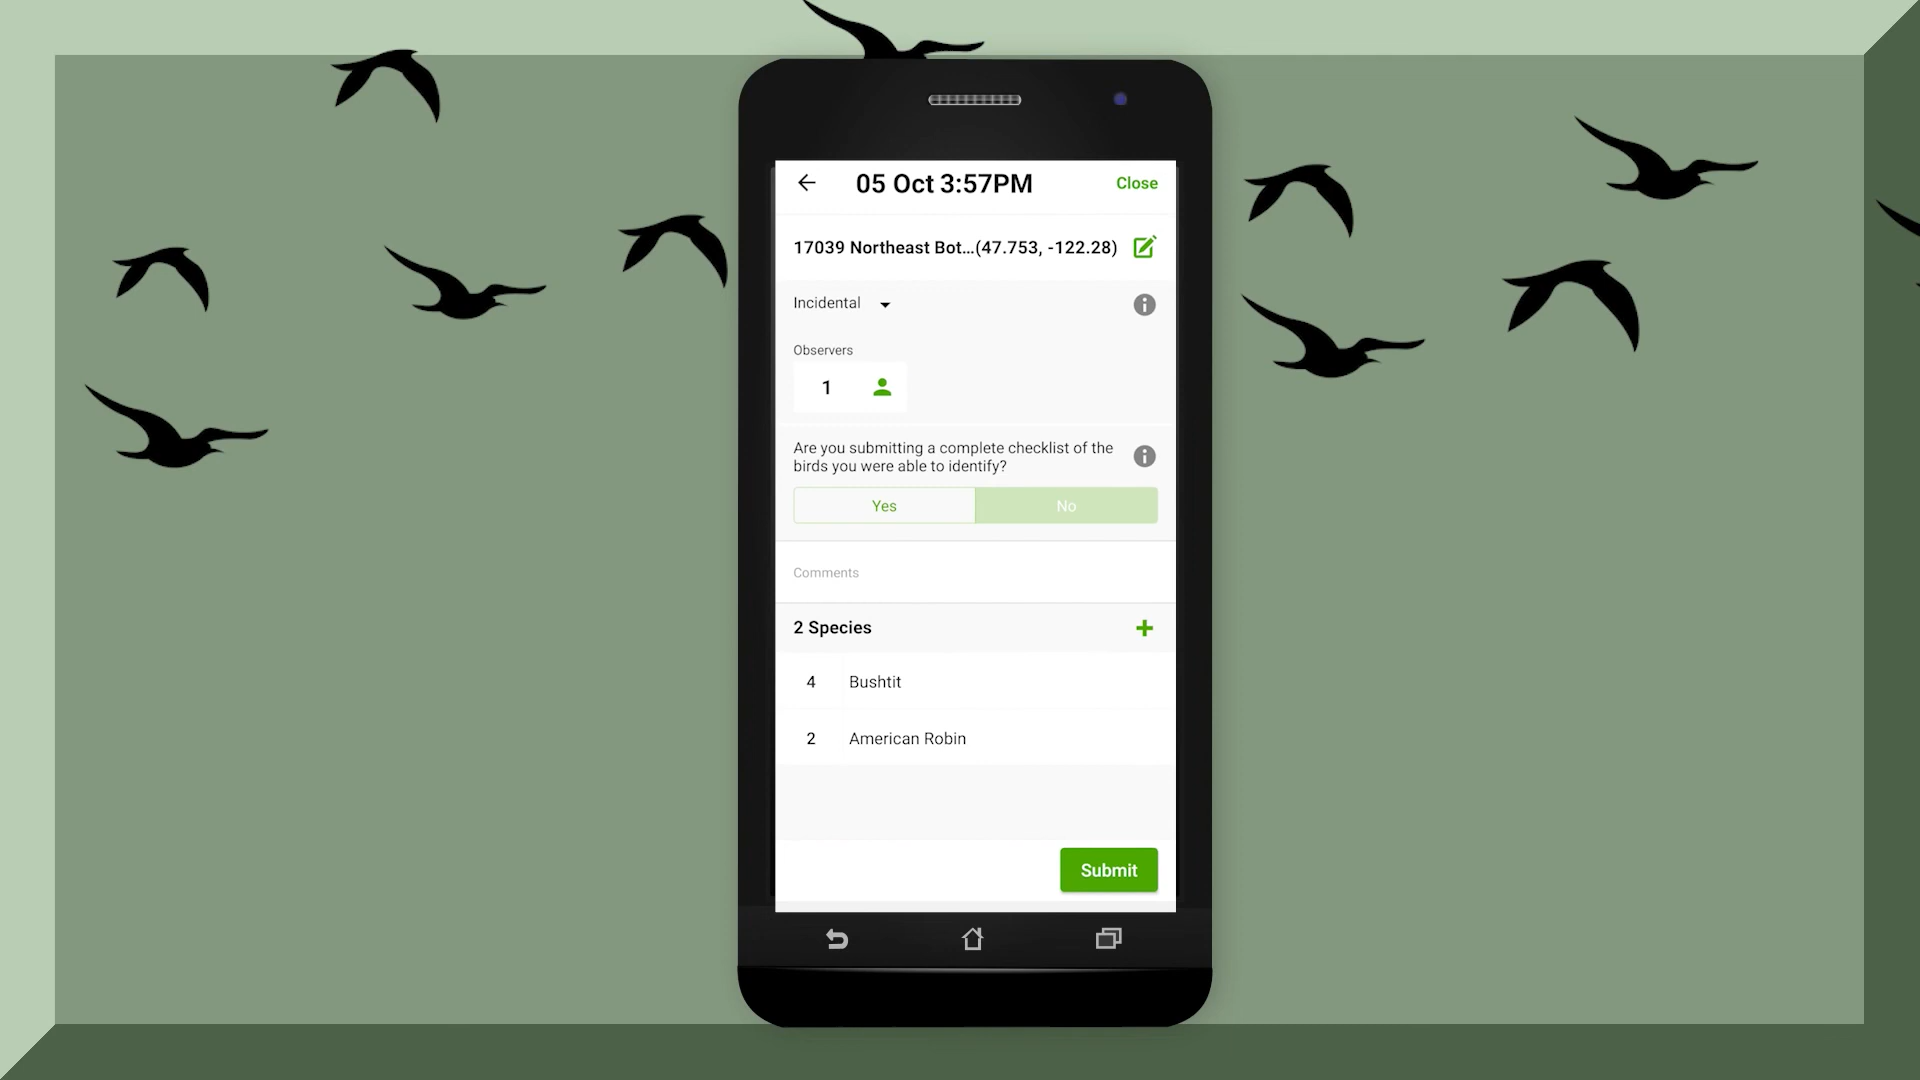 05 Oct 3:57PM
Close
17039 Northeast Bot...(47.753, -122.28)
Incidental
Observers
1
Are you submitting a complete checklist of the
birds you were able to identify?
Yes
No
Comments
2 Species
4 Bushtit
2 American Robin
Submit